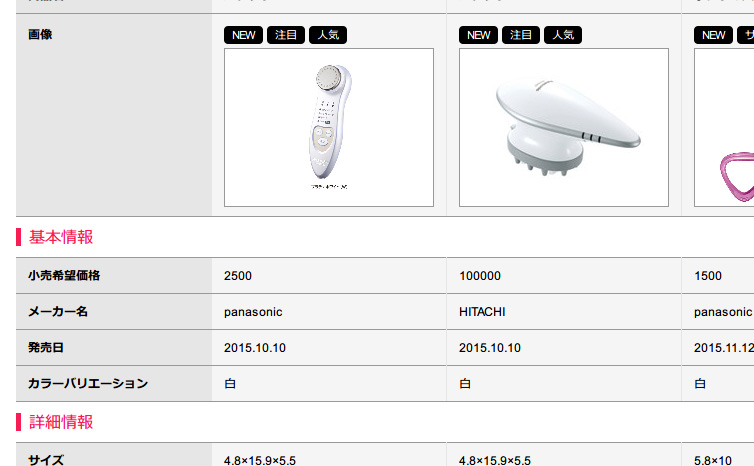 画像
NEW 注目 人気
NEW 注目 人気
NEW
基本情報
小売希望価格 2500 100000 1500
メーカー名 panasonic HITACHI panasonic
発売日 2015.10.10 2015.10.10 2015.11.12
カラーバリエーション 白 白 白
詳細情報
サイズ 4.8×15.9×5.5 4.8×15.9×5.5 5.8×10